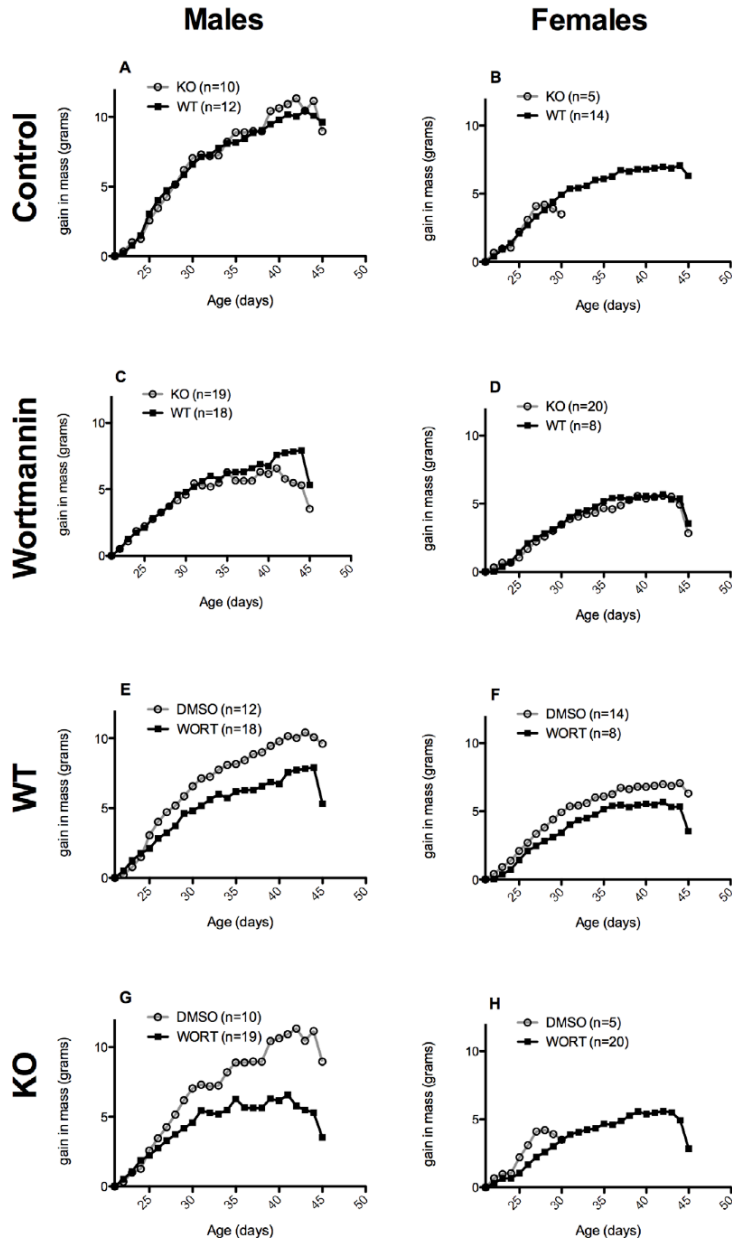 Males
Females
Control
A
KO (n=10)
WT (n=12)
gain in mass (grams)
10
5
0
25
30
35
40
45
50
Age (days)
B
KO (n=5)
WT (n=14)
gain in mass (grams)
10
5
0
25
30
35
40
45
50
Age (days)
Wortmannin
C
KO (n=19)
WT (n=18)
gain in mass (grams)
10
5
0
25
30
35
40
45
50
Age (days)
D
KO (n=20)
WT (n=8)
gain in mass (grams)
10
5
0
25
30
35
40
45
50
Age (days)
WT
E
DMSO (n=12)
WORT (n=18)
gain in mass (grams)
10
5
0
25
30
35
40
45
50
Age (days)
F
DMSO (n=14)
WORT (n=8)
gain in mass (grams)
10
5
0
25
30
35
40
45
50
Age (days)
KO
G
DMSO (n=10)
WORT (n=19)
gain in mass (grams)
10
5
0
25
30
35
40
45
50
Age (days)
H
DMSO (n=5)
WORT (n=20)
gain in mass (grams)
10
5
0
25
30
35
40
45
50
Age (days)